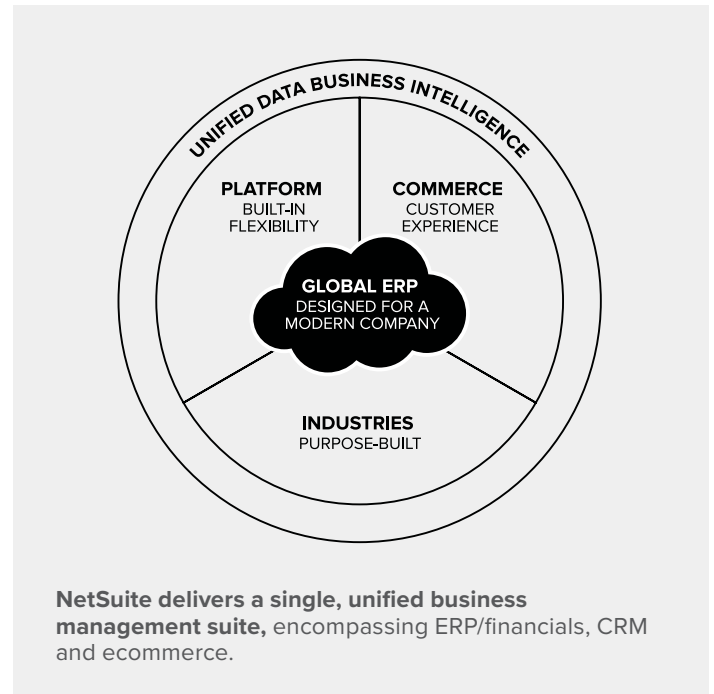 UNIFIED DATA BUSINESS INTELLIGENCE
PLATFORM
BUILT-IN
FLEXIBILITY
COMMERCE
CUSTOMER
EXPERIENCE
GLOBAL ERP
DESIGNED FOR A
MODERN COMPANY
INDUSTRIES
PURPOSE-BUILT
NetSuite delivers a single, unified business
management suite, encompassing ERP/financials, CRM
and ecommerce.